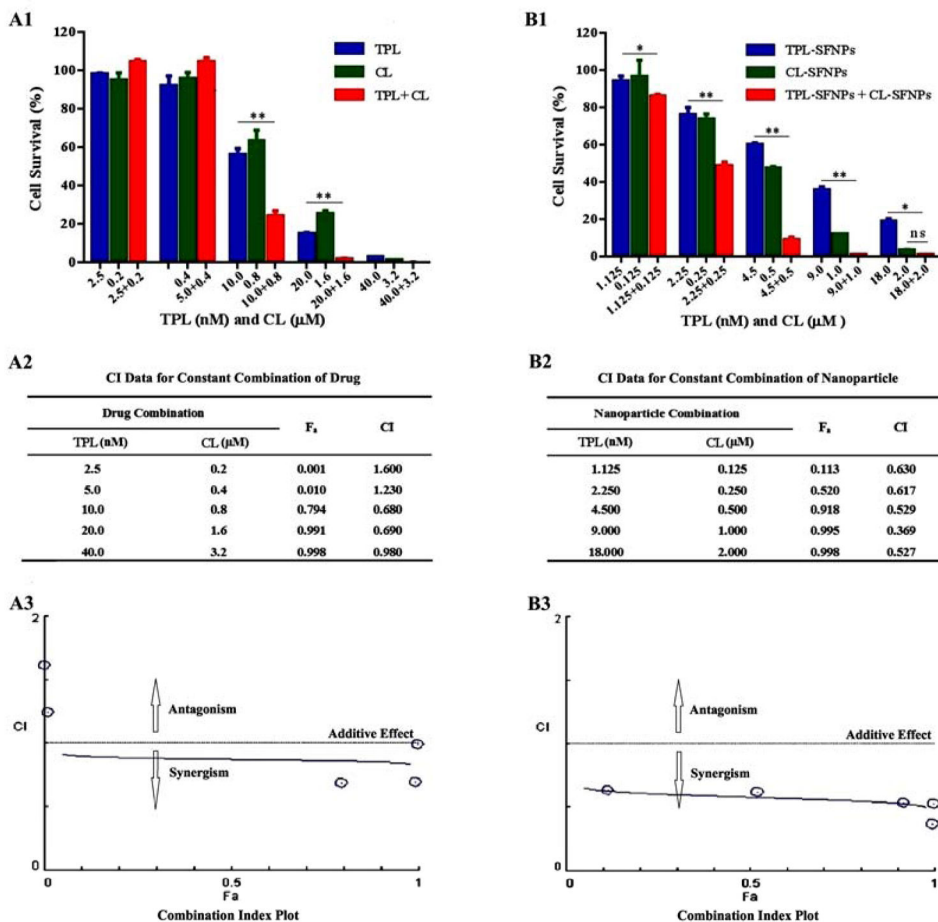 A1
120
100
80
60
40
20
0
Cell Survival (%)
TPL
CL
TPL+CL
**
**
2.5
0.2
2.5+0.2
0.4
5.0+0.4
10.0
0.8
10.0+0.8
20.0
1.6
20.0+1.6
40.0
3.2
40.0+3.2
TPL (nM) and CL (μM)
B1
120
100
80
60
40
20
0
Cell Survival (%)
TPL-SFNPs
CL-SFNPs
TPL-SFNPs + CL-SFNPs
*
**
**
**
*
ns
1.125
0.125
1.125+0.125
2.25
0.25
2.25+0.25
4.5
0.5
4.5+0.5
9.0
1.0
9.0+1.0
18.0
2.0
18.0+2.0
TPL (nM) and CL (μM )
A2
CI Data for Constant Combination of Drug
Drug Combination Fa CI
TPL (nM) CL (μM)
2.5 0.2 0.001 1.600
5.0 0.4 0.010 1.230
10.0 0.8 0.794 0.680
20.0 1.6 0.991 0.690
40.0 3.2 0.998 0.980
B2
CI Data for Constant Combination of Nanoparticle
Nanoparticle Combination Fa CI
TPL (nM) CL (μM)
1.125 0.125 0.113 0.630
2.250 0.250 0.520 0.617
4.500 0.500 0.918 0.529
9.000 1.000 0.995 0.369
18.000 2.000 0.998 0.527
A3
2
CI
0
Antagonism
Additive Effect
Synergism
0 0.5 1
Fa
Combination Index Plot
B3
2
CI
0
Antagonism
Additive Effect
Synergism
0 0.5 1
Fa
Combination Index Plot